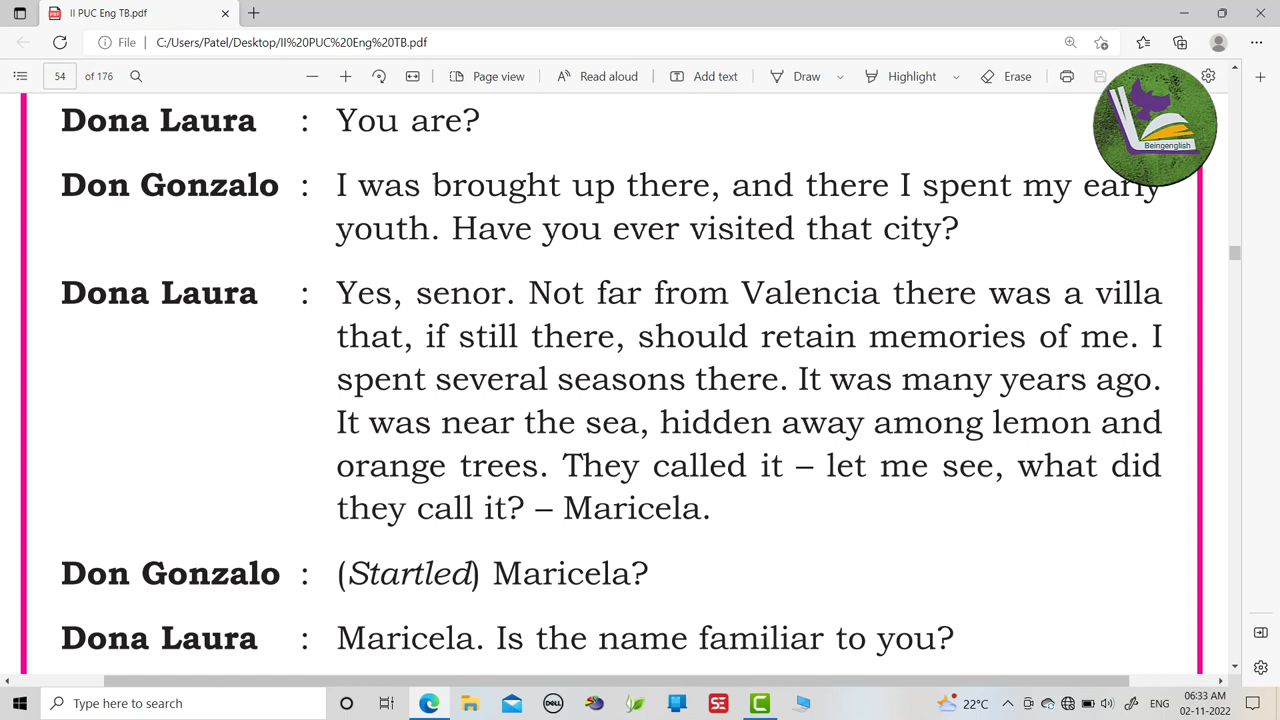 II PUC Eng TB.pdf
File C:/Users/Patel/Desktop/II%20PUC%20Eng%20TB.pdf
54 of 176 Page view Read aloud Add text Draw Highlight Erase
Beingenglish
Dona Laura : You are?
Don Gonzalo : I was brought up there, and there I spent my early
youth. Have you ever visited that city?
Dona Laura : Yes, senor. Not far from Valencia there was a villa
that, if still there, should retain memories of me. I
spent several seasons there. It was many years ago.
It was near the sea, hidden away among lemon and
orange trees. They called it – let me see, what did
they call it? – Maricela.
Don Gonzalo : (Startled) Maricela?
Dona Laura : Maricela. Is the name familiar to you?
Type here to search DELL SE C 22°C ENG 06:33 AM
02-11-2022